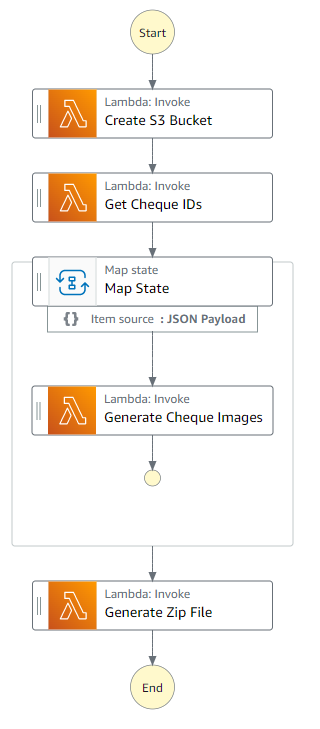 Start
Lambda: Invoke
Create S3 Bucket
Lambda: Invoke
Get Cheque IDs
Map state
Map State
{} Item source : JSON Payload
Lambda: Invoke
Generate Cheque Images
Lambda: Invoke
Generate Zip File
End